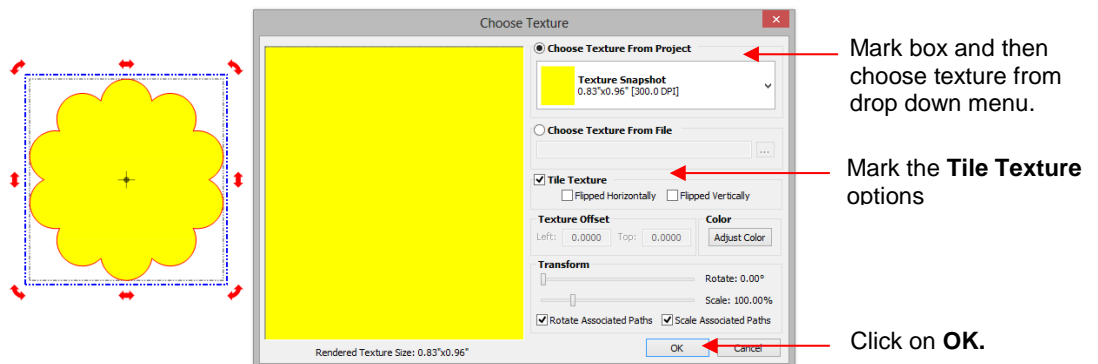 Choose Texture
Choose Texture From Project
Texture Snapshot
0.83"x0.96" [300.0 DPI]
Choose Texture From File
...
Tile Texture
Flipped Horizontally Flipped Vertically
Texture Offset Color
Left: 0.0000 Top: 0.0000 Adjust Color
Transform
Rotate: 0.00°
Scale: 100.00%
Rotate Associated Paths Scale Associated Paths
Rendered Texture Size: 0.83"x0.96"
OK Cancel
Mark box and then
choose texture from
drop down menu.
Mark the Tile Texture
options
Click on OK.